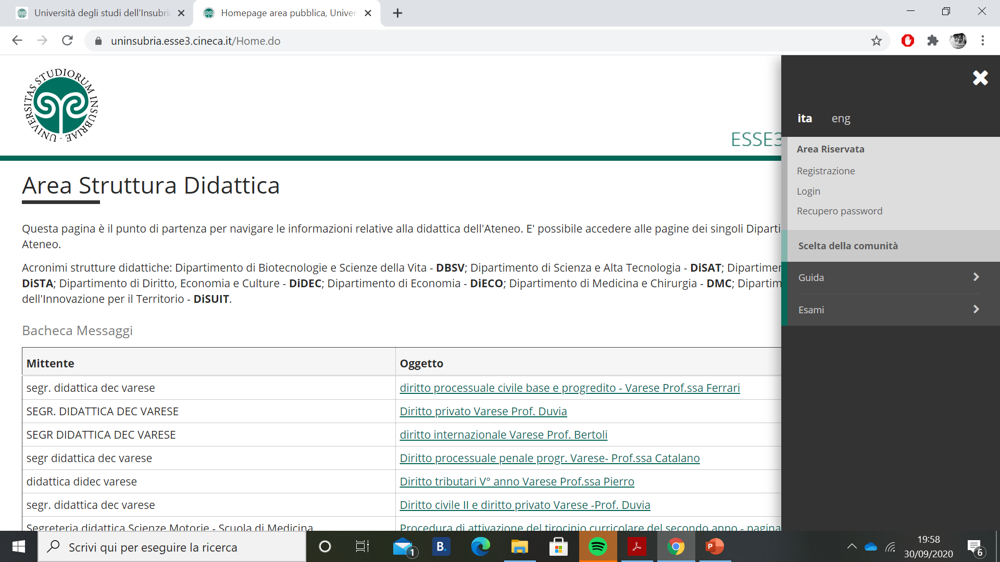 Università degli studi dell'Insubria
Homepage area pubblica, Univer
uninsubria.esse3.cineca.it/Home.do
UNIVERSITAS STUDIORUM INSUBRIAE
ESSE3
ita eng
Area Riservata
Registrazione
Login
Recupero password
Scelta della comunità
Guida
Esami
Area Struttura Didattica
Questa pagina è il punto di partenza per navigare le informazioni relative alla didattica dell'Ateneo. E' possibile accedere alle pagine dei singoli Diparti
Ateneo.
Acronimi strutture didattiche: Dipartimento di Biotecnologie e Scienze della Vita - DBSV; Dipartimento di Scienza e Alta Tecnologia - DiSAT; Dipartimen
DiSTA; Dipartimento di Diritto, Economia e Culture - DiDEC; Dipartimento di Economia - DiECO; Dipartimento di Medicina e Chirurgia - DMC; Dipartim
dell'Innovazione per il Territorio - DiSUIT.
Bacheca Messaggi
Mittente Oggetto
segr. didattica dec varese diritto processuale civile base e progredito - Varese Prof.ssa Ferrari
SEGR. DIDATTICA DEC VARESE Diritto privato Varese Prof. Duvia
SEGR DIDATTICA DEC VARESE diritto internazionale Varese Prof. Bertoli
segr didattica dec varese Diritto processuale penale progr. Varese- Prof.ssa Catalano
didattica didec varese Diritto tributari V° anno Varese Prof.ssa Pierro
segr. didattica dec varese Diritto civile II e diritto privato Varese -Prof. Duvia
Segreteria didattica Scienze Motorie - Scuola di Medicina Procedura di attivazione del tirocinio curricolare del secondo anno - pagina
Scrivi qui per eseguire la ricerca
1
B.
P
19:58
30/09/2020
6